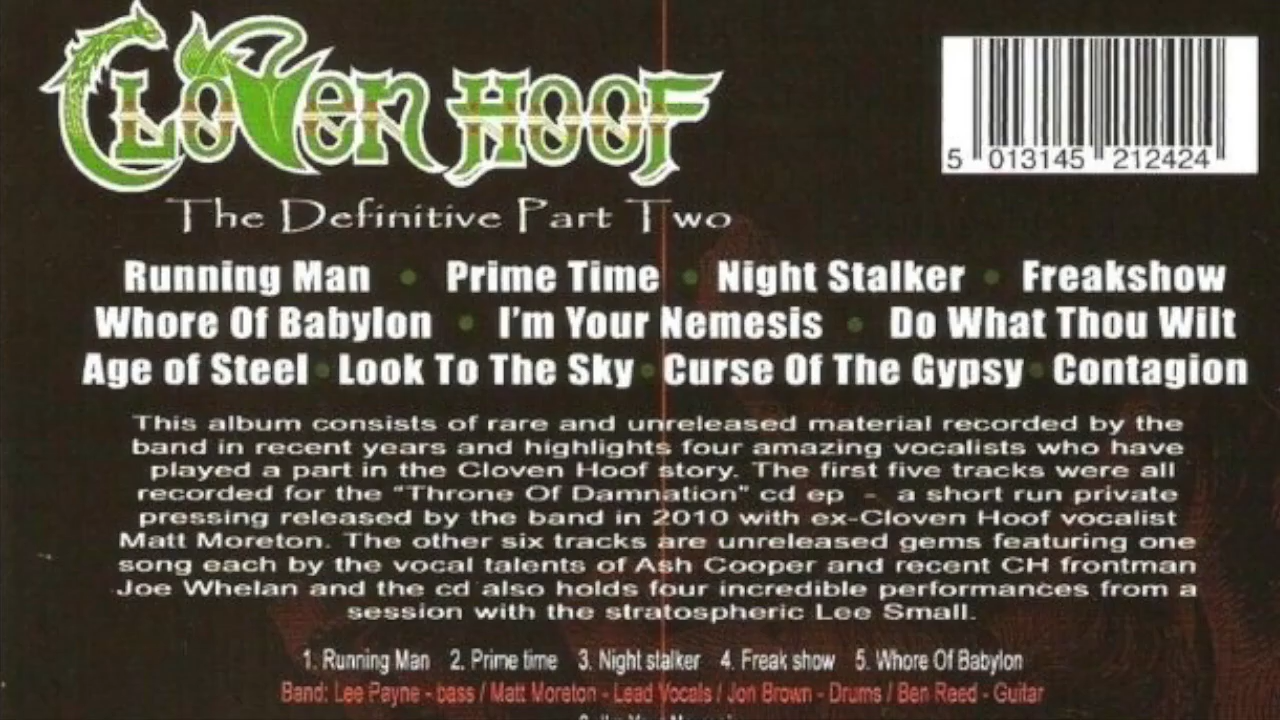 CLOVEN HOOF
5 013145 212424
The Definitive Part Two
Running Man • Prime Time • Night Stalker • Freakshow
Whore Of Babylon • I'm Your Nemesis • Do What Thou Wilt
Age of Steel • Look To The Sky • Curse Of The Gypsy • Contagion
This album consists of rare and unreleased material recorded by the
band in recent years and highlights four amazing vocalists who have
played a part in the Cloven Hoof story. The first five tracks were all
recorded for the "Throne Of Damnation" cd ep - a short run private
pressing released by the band in 2010 with ex-Cloven Hoof vocalist
Matt Moreton. The other six tracks are unreleased gems featuring one
song each by the vocal talents of Ash Cooper and recent CH frontman
Joe Whelan and the cd also holds four incredible performances from a
session with the stratospheric Lee Small.
1. Running Man 2. Prime time 3. Night stalker 4. Freak show 5. Whore Of Babylon
Band: Lee Payne - bass / Matt Moreton - Lead Vocals / Jon Brown - Drums / Ben Reed - Guitar